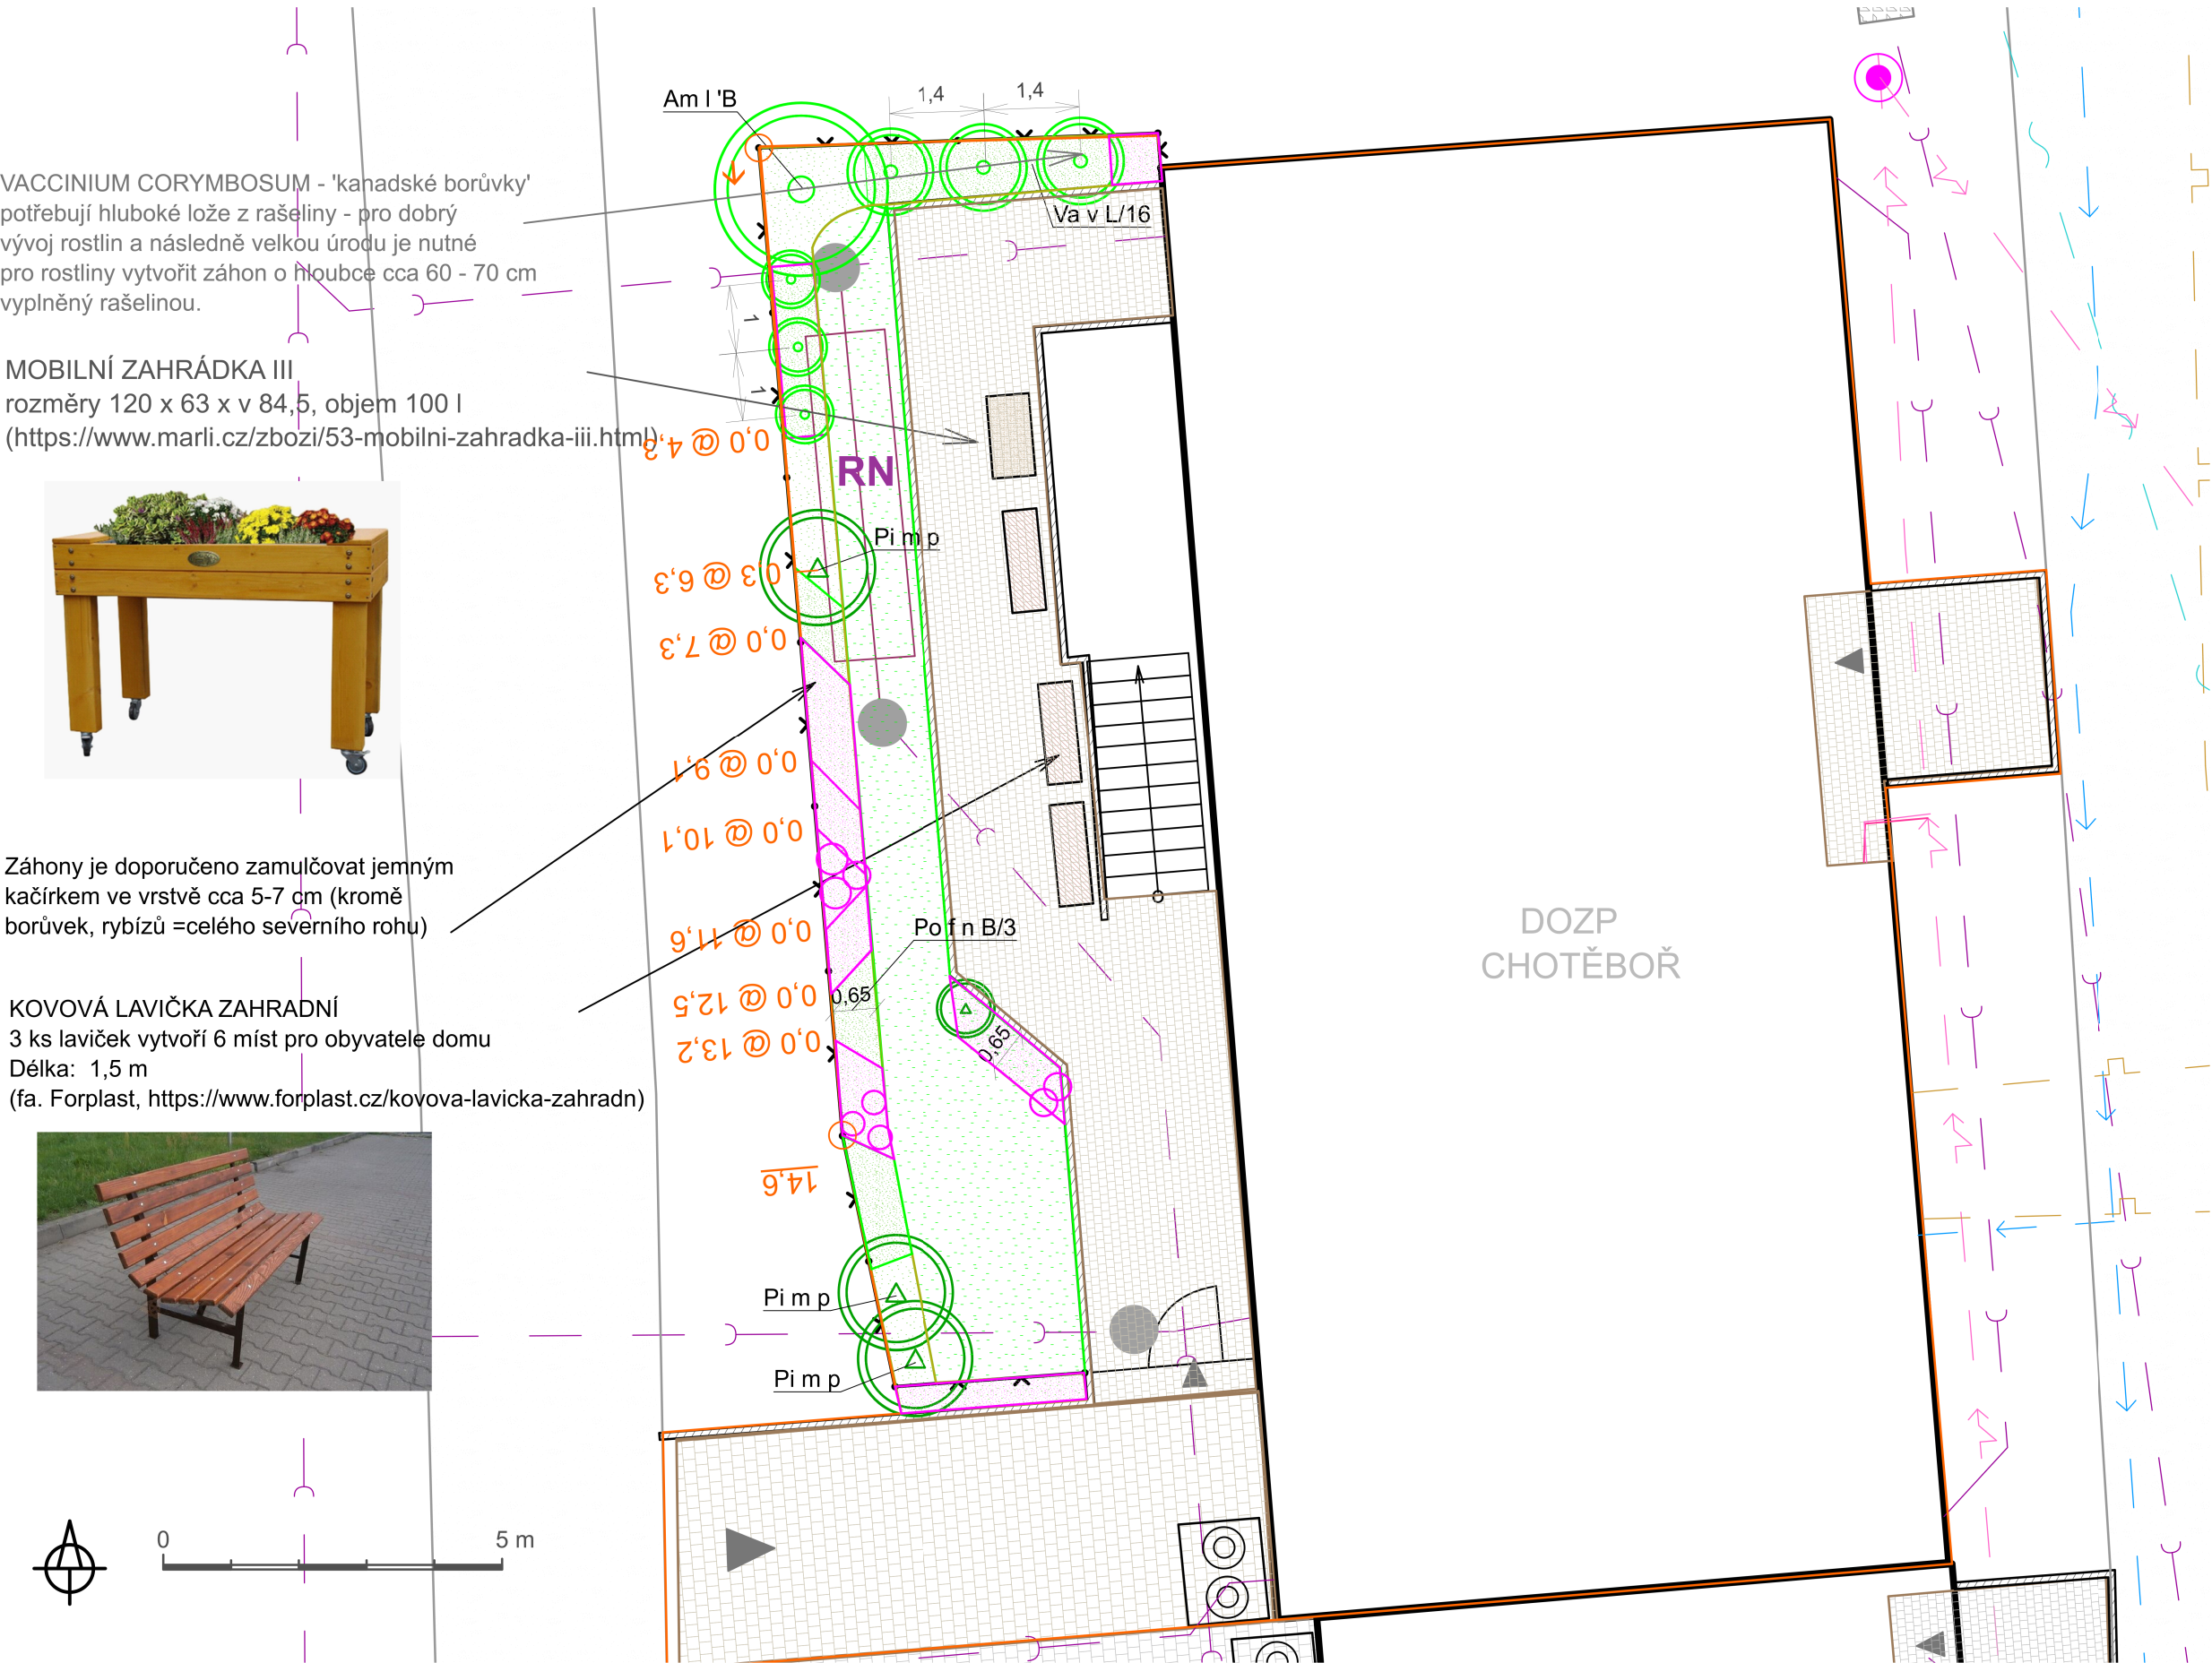 Am l 'B
1,4
1,4
VACCINIUM CORYMBOSUM - 'kanadské borůvky'
potřebují hluboké lože z rašeliny - pro dobrý
vývoj rostlin a následně velkou úrodu je nutné
pro rostliny vytvořit záhon o hloubce cca 60 - 70 cm
vyplněný rašelinou.
Va v L/16
1
1
MOBILNÍ ZAHRÁDKA III
rozměry 120 x 63 x v 84,5, objem 100 l
(https://www.marli.cz/zbozi/53-mobilni-zahradka-iii.html)
0,0 @ 4,3
RN
Pi m p
0,3 @ 6,3
0,0 @ 7,3
0,0 @ 9,1
0,0 @ 10,1
Záhony je doporučeno zamulčovat jemným
kačírkem ve vrstvě cca 5-7 cm (kromě
borůvek, rybízů =celého severního rohu)
0,0 @ 11,6
Po f n B/3
DOZP
CHOTĚBOŘ
0,0 @ 12,5
0,65
KOVOVÁ LAVIČKA ZAHRADNÍ
3 ks laviček vytvoří 6 míst pro obyvatele domu
Délka: 1,5 m
(fa. Forplast, https://www.forplast.cz/kovova-lavicka-zahradn)
0,0 @ 13,2
0,65
14,6
Pi m p
Pi m p
0
5 m